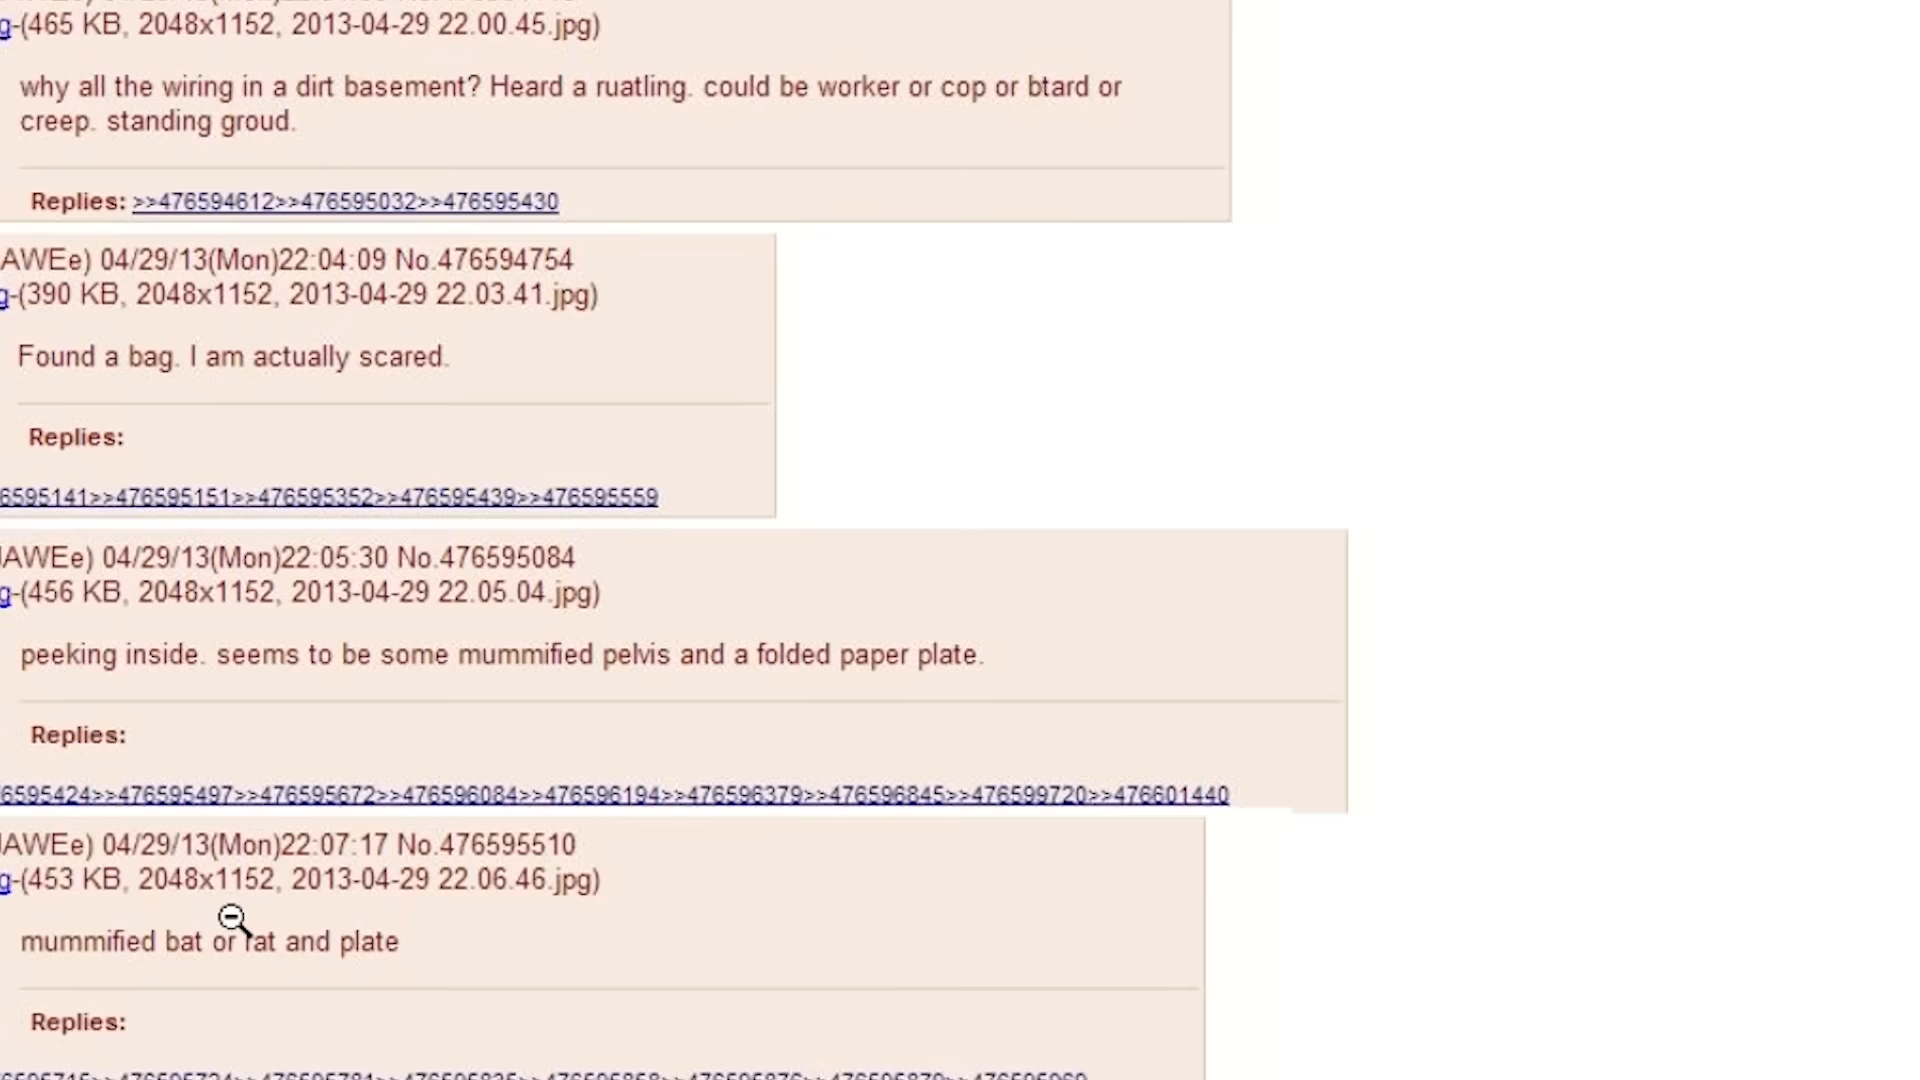 g-(465 KB, 2048x1152, 2013-04-29 22.00.45.jpg)
why all the wiring in a dirt basement? Heard a ruatling. could be worker or cop or btard or
creep. standing groud.
Replies: >>476594612>>476595032>>476595430
AWEe) 04/29/13(Mon)22:04:09 No.476594754
g-(390 KB, 2048x1152, 2013-04-29 22.03.41.jpg)
Found a bag. I am actually scared.
Replies:
6595141>>476595151>>476595352>>476595439>>476595559
AWEe) 04/29/13(Mon)22:05:30 No.476595084
g-(456 KB, 2048x1152, 2013-04-29 22.05.04.jpg)
peeking inside. seems to be some mummified pelvis and a folded paper plate.
Replies:
6595424>>476595497>>476595672>>476596084>>476596194>>476596379>>476596845>>476599720>>476601440
AWEe) 04/29/13(Mon)22:07:17 No.476595510
g-(453 KB, 2048x1152, 2013-04-29 22.06.46.jpg)
mummified bat or rat and plate
Replies: